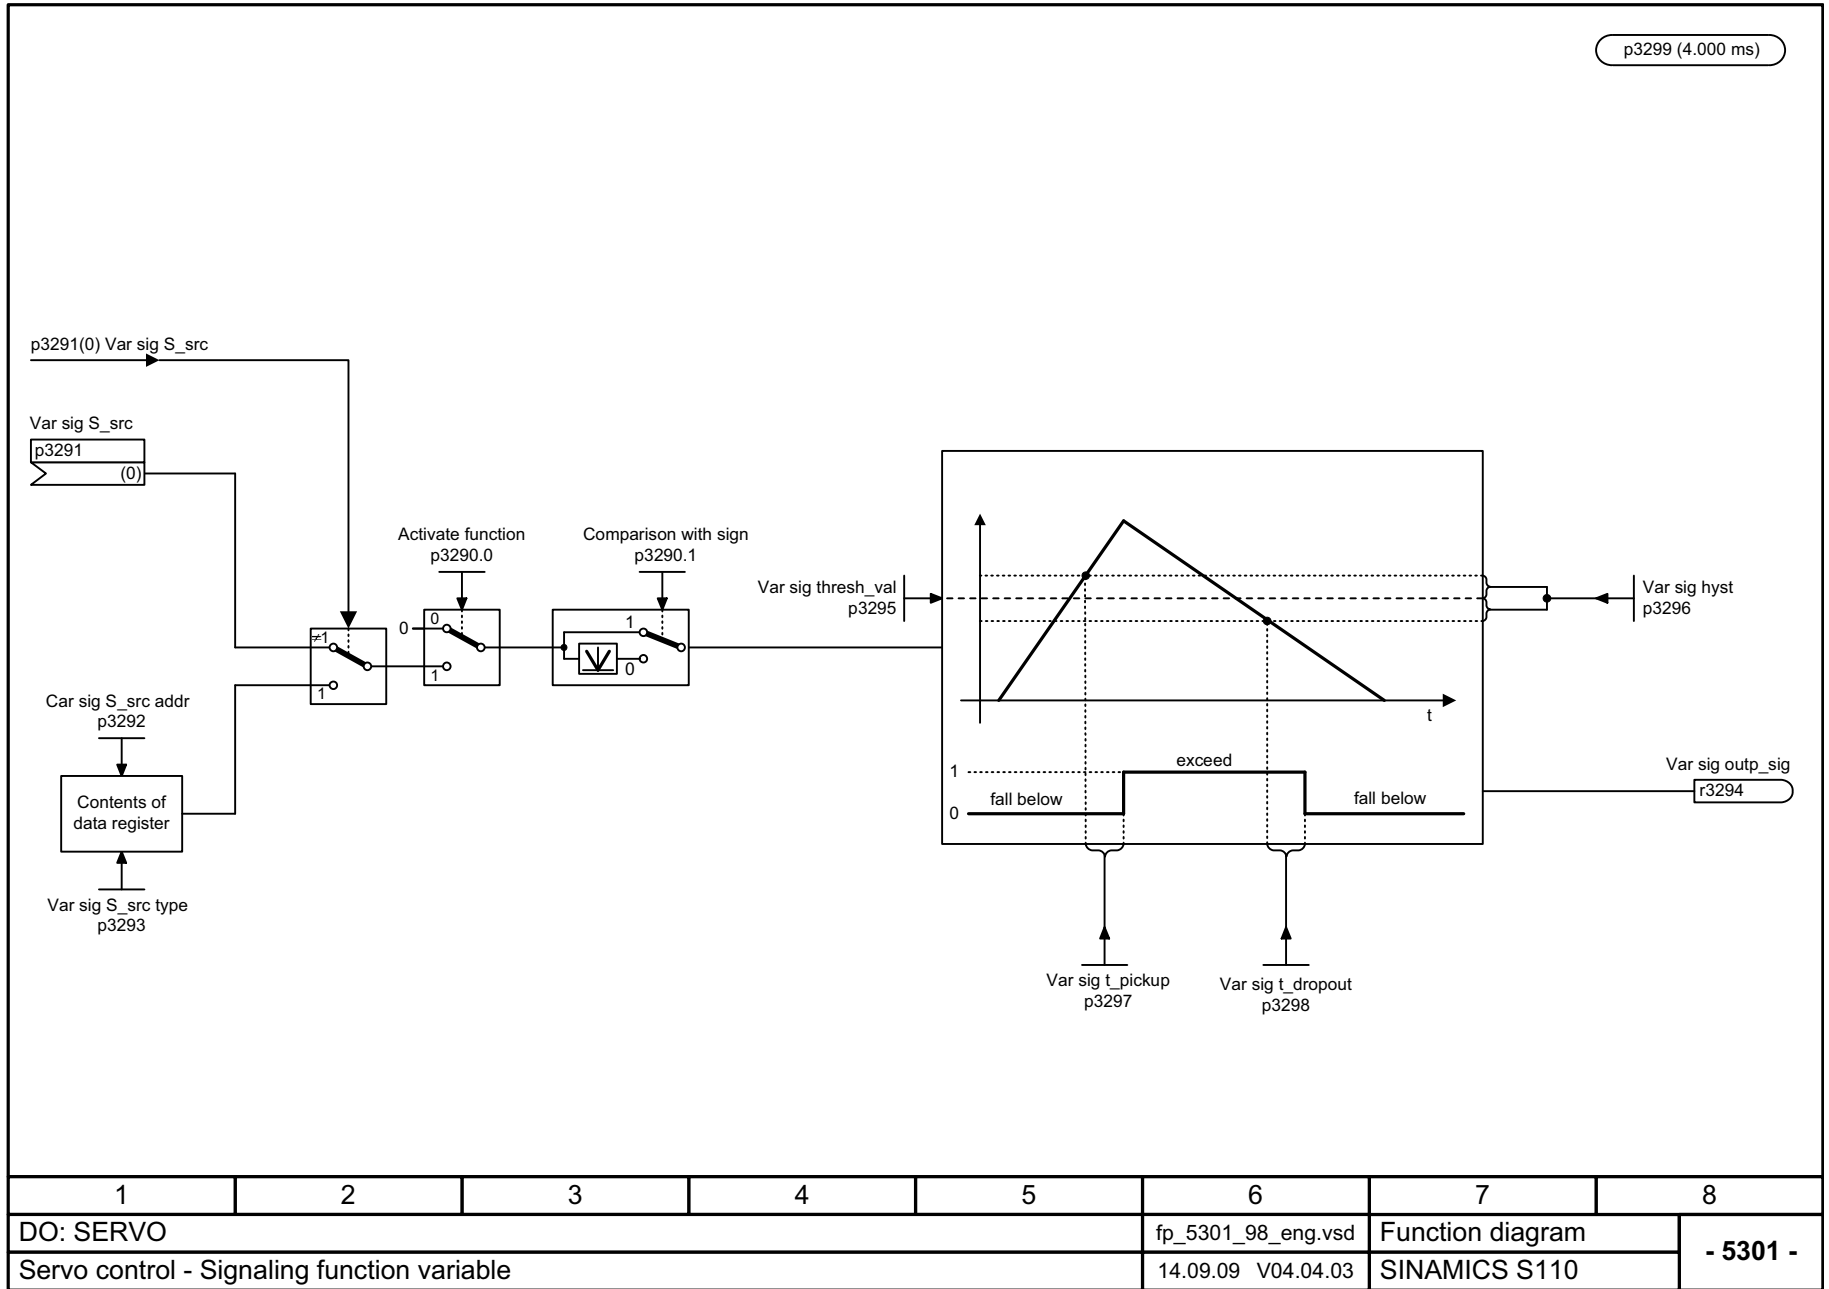 p3299 (4.000 ms)
p3291(0) Var sig S_src
Var sig S_src
p3291
(0)
Activate function
p3290.0
Comparison with sign
p3290.1
Var sig thresh_val
p3295
Var sig hyst
p3296
≠1
1
0
0
1
1
0
Car sig S_src addr
p3292
Contents of
data register
Var sig S_src type
p3293
t
1
exceed
fall below
fall below
0
Var sig outp_sig
r3294
Var sig t_pickup
p3297
Var sig t_dropout
p3298
1 2 3 4 5 6 7 8
DO: SERVO
fp_5301_98_eng.vsd
Function diagram
- 5301 -
Servo control - Signaling function variable
14.09.09 V04.04.03
SINAMICS S110